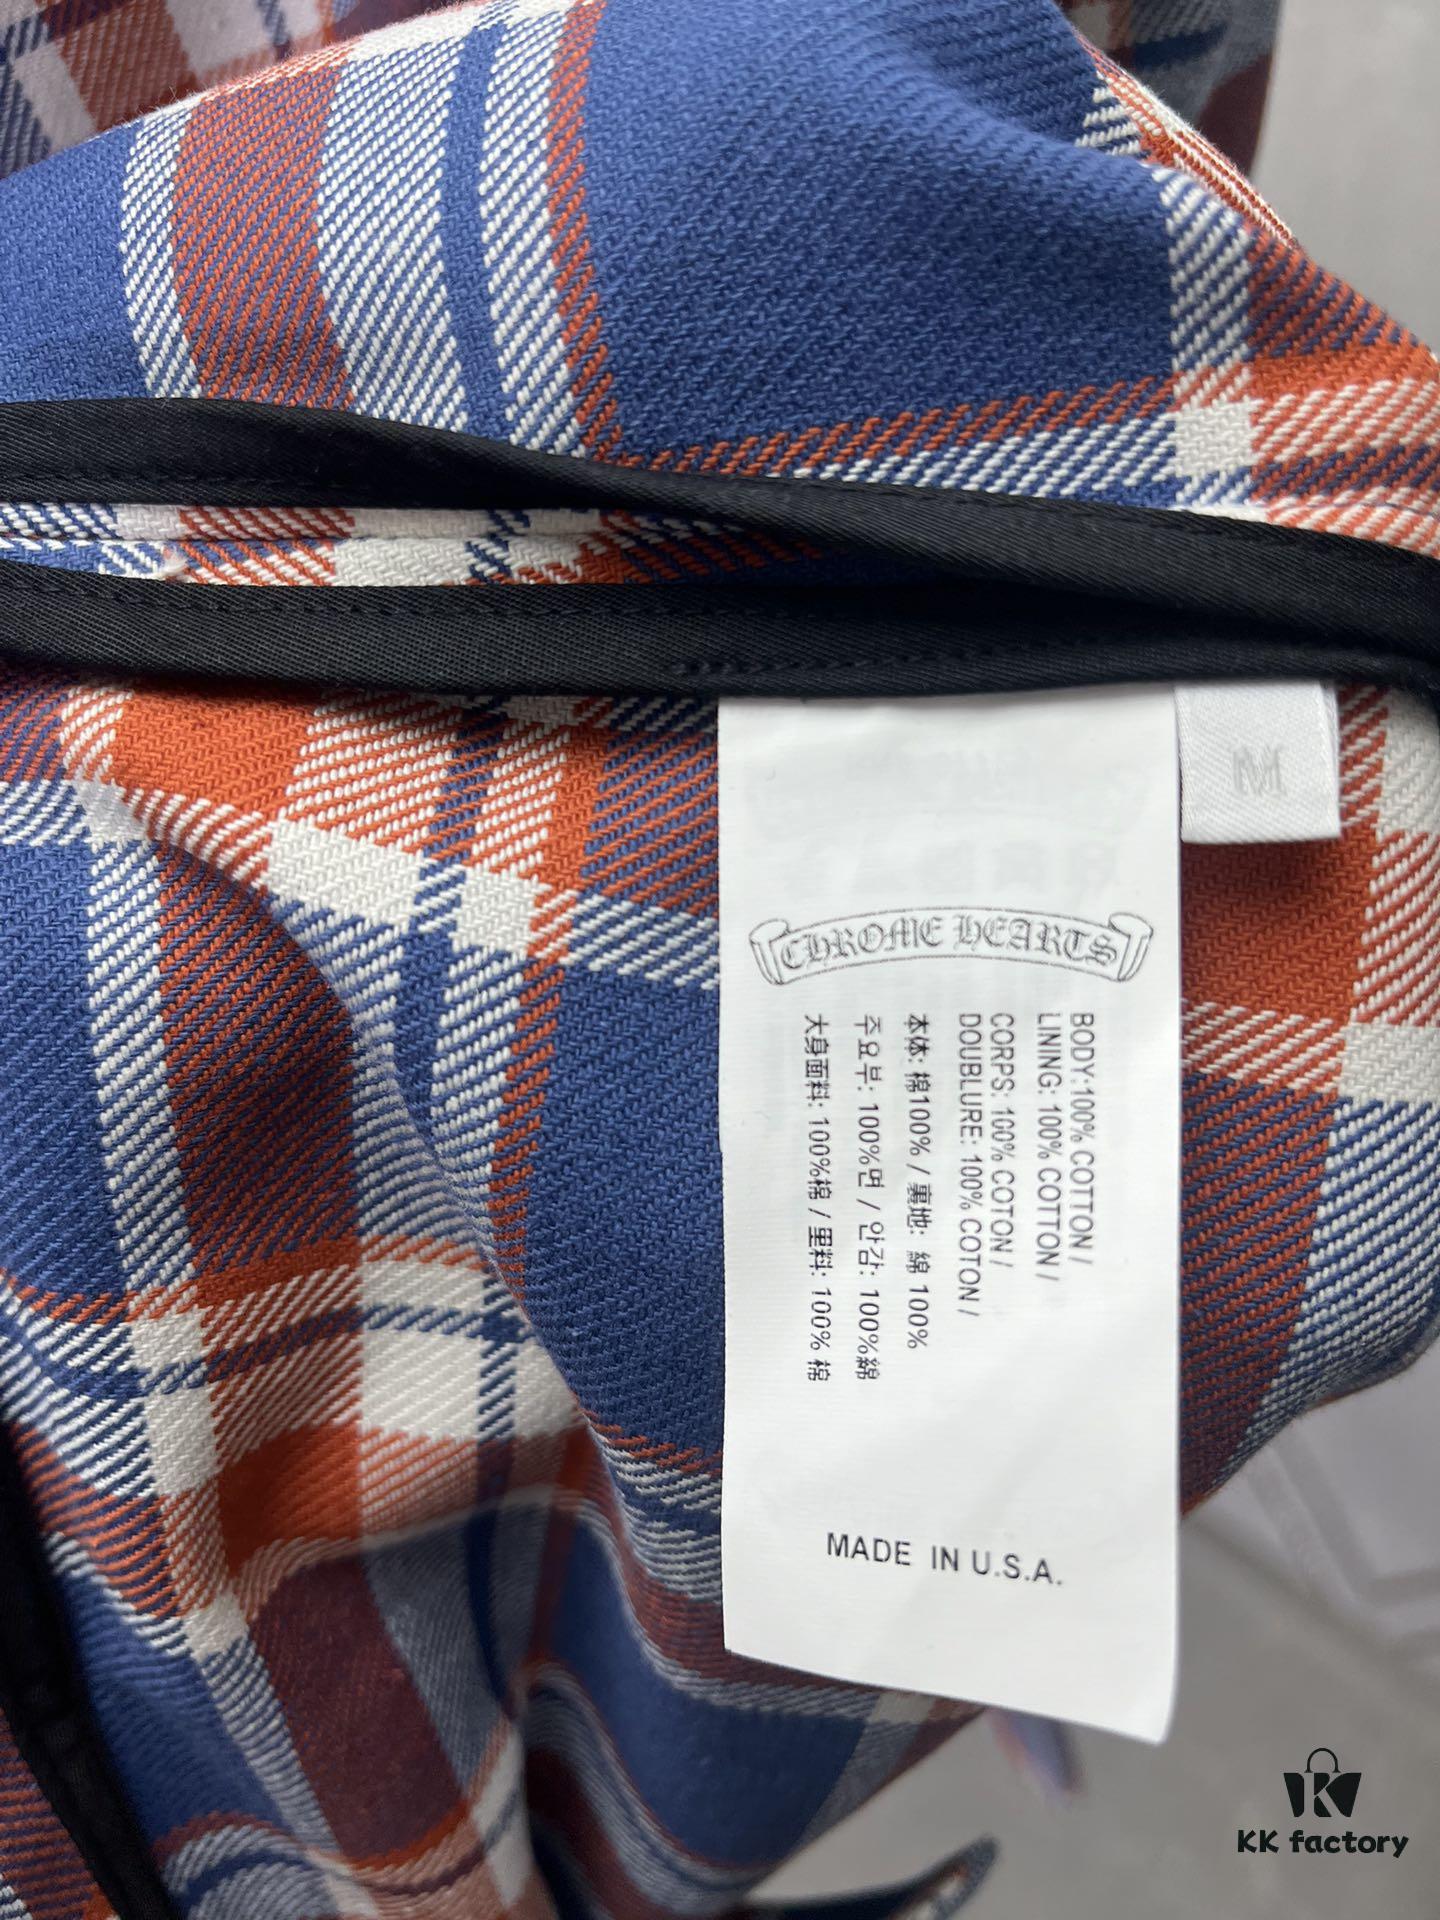 M
CHROME HEARTS
BODY:100% COTTON /
LINING: 100% COTTON /
CORPS: 100% COTON /
DOUBLURE: 100% COTON /
本体: 棉100% / 裏地: 綿 100%
주요부: 100%면 / 안감: 100%綿
大身面料: 100%棉 / 里料: 100% 棉
MADE IN U.S.A.
KK factory